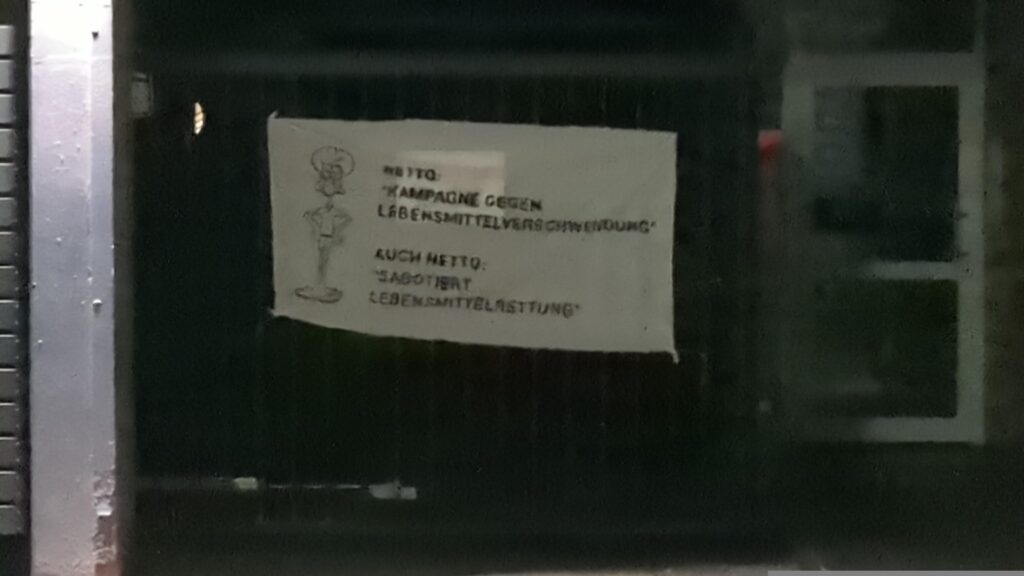 NETTO:
"KAMPAGNE GEGEN
LEBENSMITTELVERSCHWENDUNG"
AUCH NETTO:
"SABOTIERT
LEBENSMITTELRETTUNG"